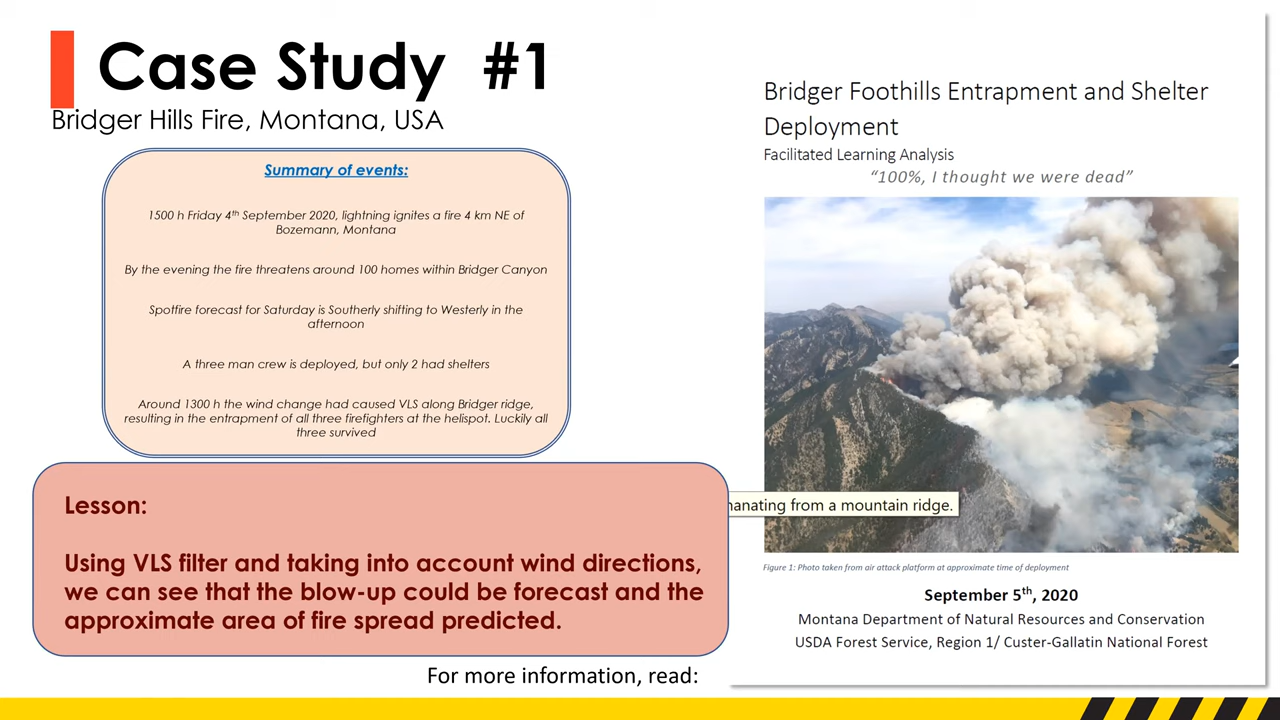 Case Study #1
Bridger Hills Fire, Montana, USA
Summary of events:
1500 h Friday 4th September 2020, lightning ignites a fire 4 km NE of
Bozemann, Montana
By the evening the fire threatens around 100 homes within Bridger Canyon
Spotfire forecast for Saturday is Southerly shifting to Westerly in the
afternoon
A three man crew is deployed, but only 2 had shelters
Around 1300 h the wind change had caused VLS along Bridger ridge,
resulting in the entrapment of all three firefighters at the helispot. Luckily all
three survived
Lesson:
Using VLS filter and taking into account wind directions,
we can see that the blow-up could be forecast and the
approximate area of fire spread predicted.
For more information, read:
Bridger Foothills Entrapment and Shelter
Deployment
Facilitated Learning Analysis
“100%, I thought we were dead”
anating from a mountain ridge.
Figure 1: Photo taken from air attack platform at approximate time of deployment
September 5th, 2020
Montana Department of Natural Resources and Conservation
USDA Forest Service, Region 1/ Custer-Gallatin National Forest